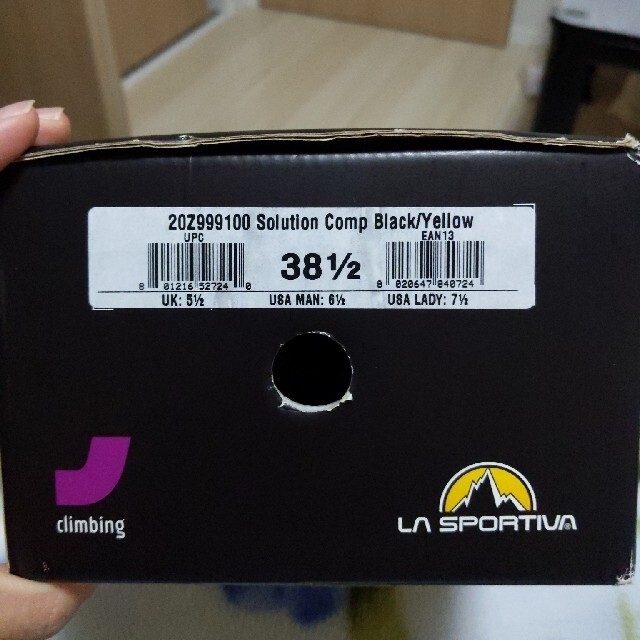 20Z999100 Solution Comp Black/Yellow
UPC
EAN13
38½
8 01216 52724 0
8 020647 840724
UK: 5½ USA MAN: 6½ USA LADY: 7½
climbing
LA SPORTIVA®